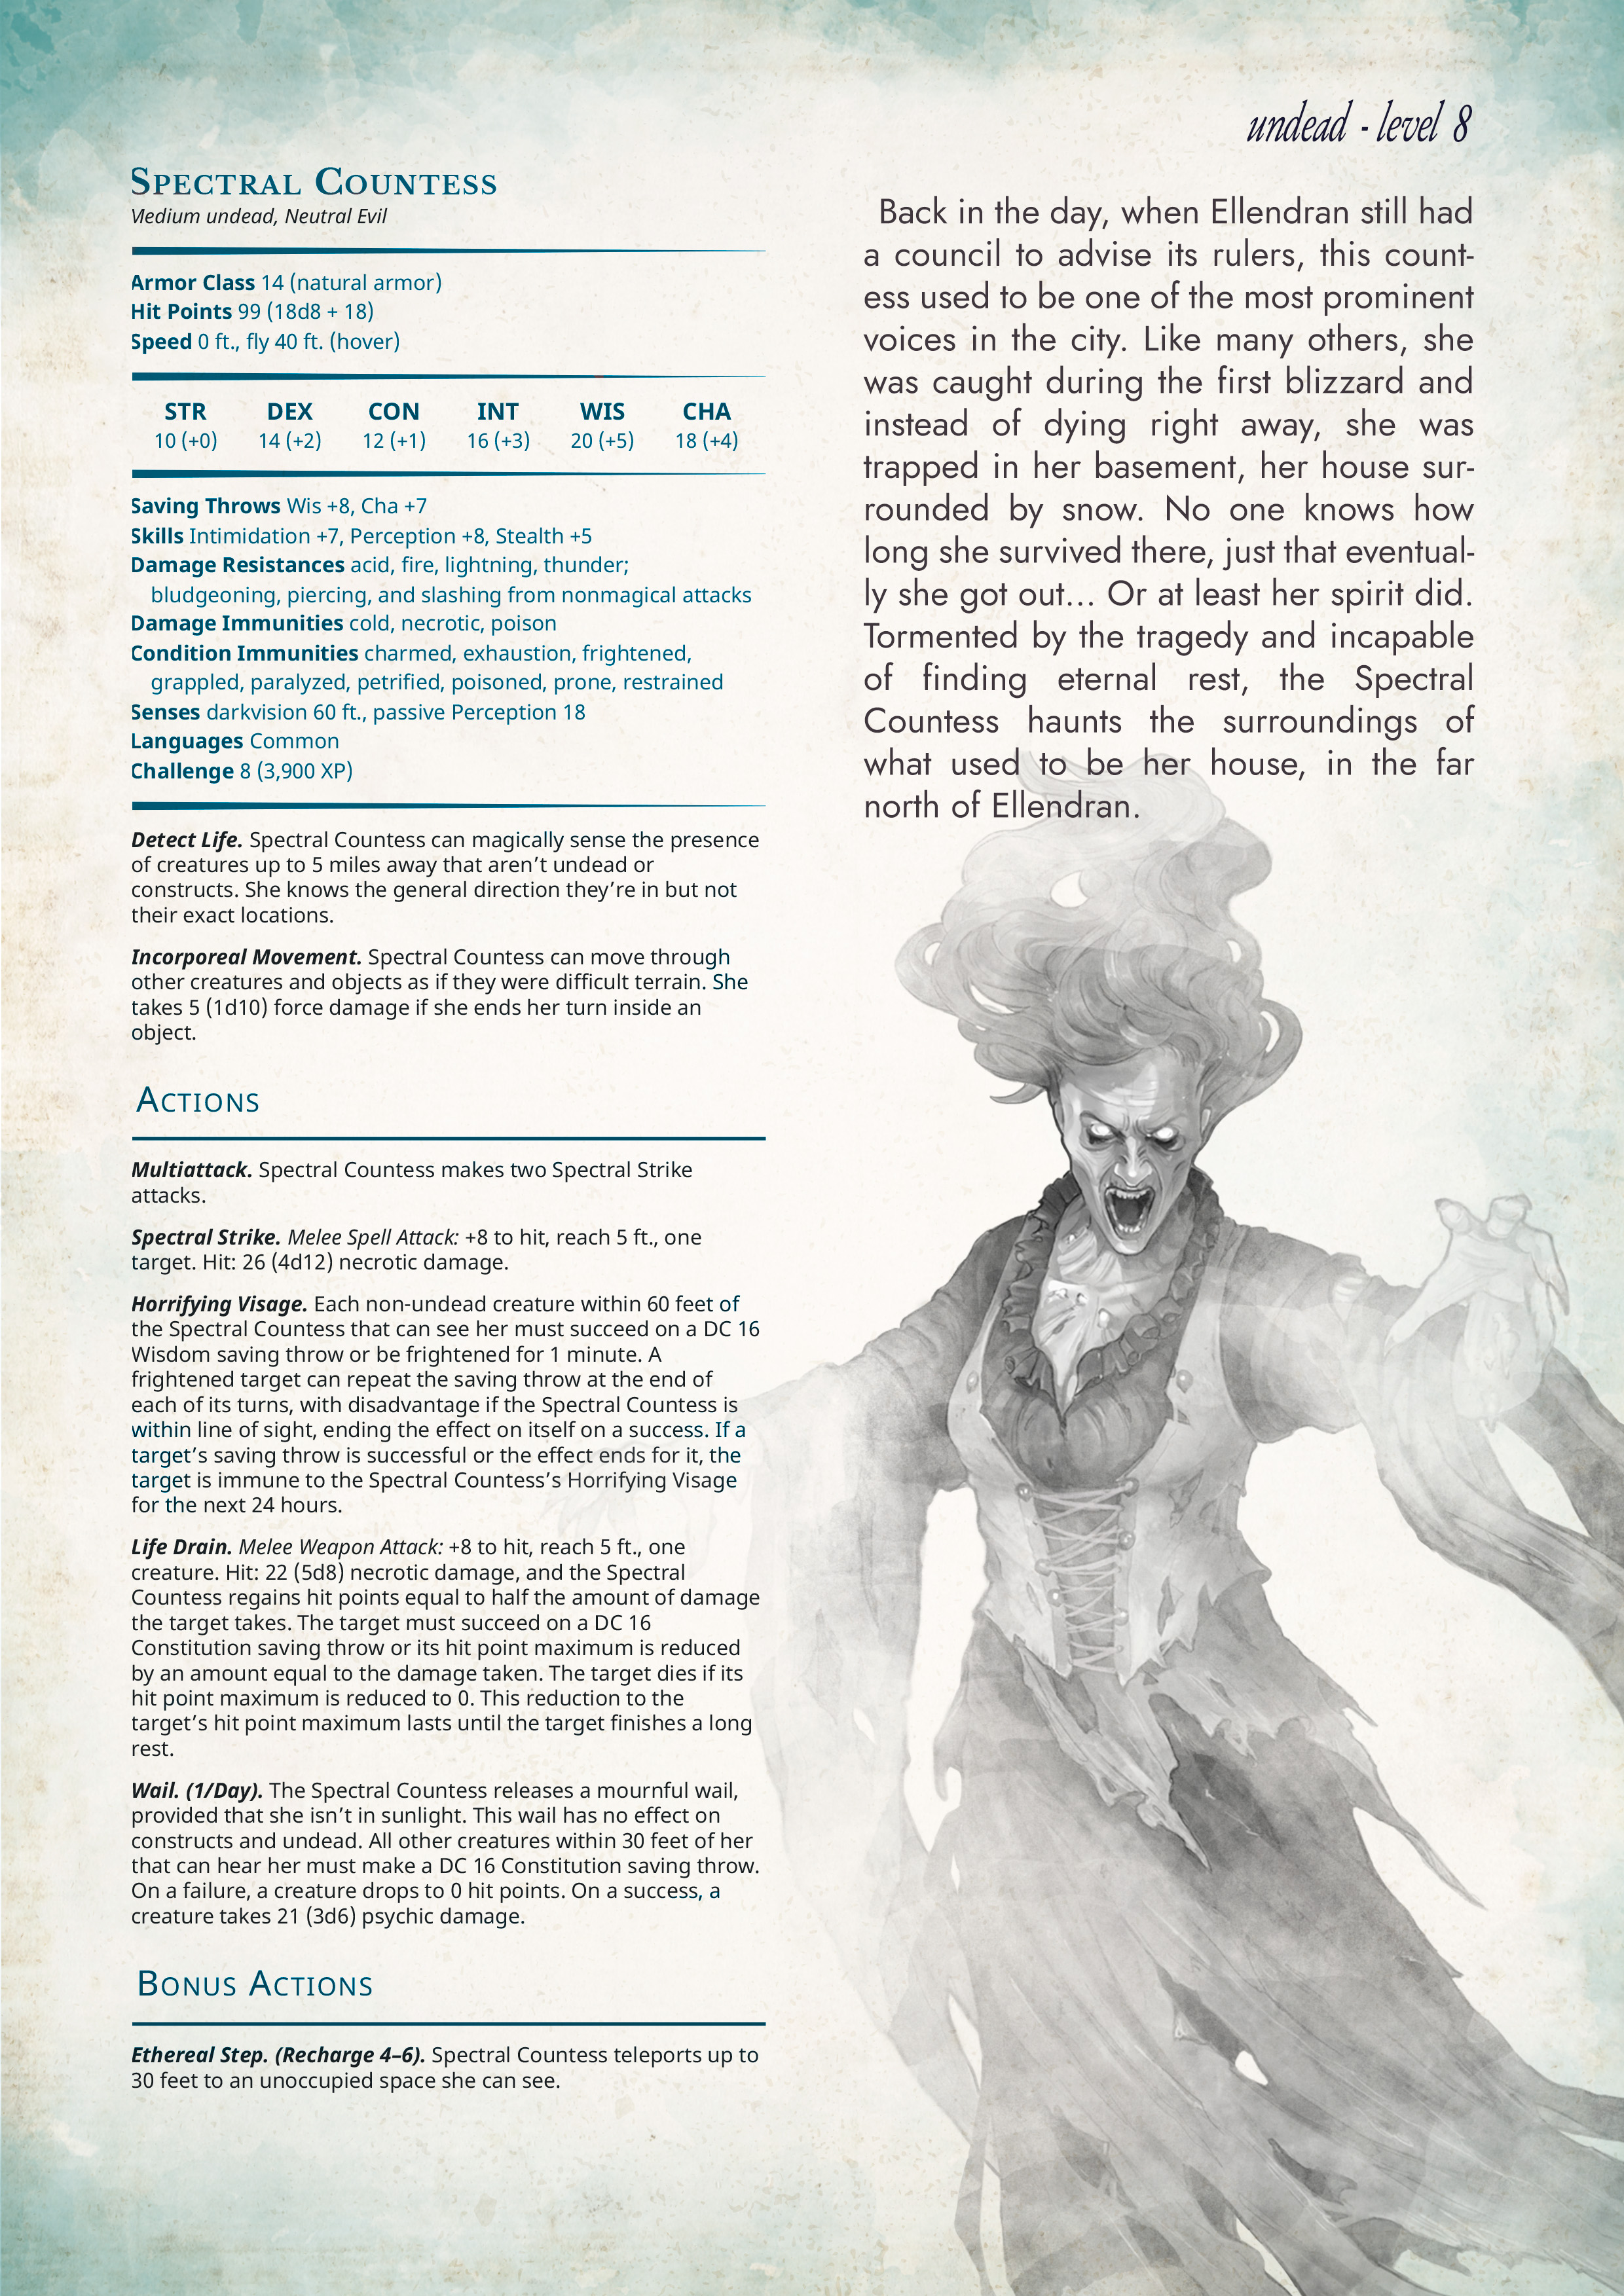 undead - level 8
Spectral Countess
Medium undead, Neutral Evil
Armor Class 14 (natural armor)
Hit Points 99 (18d8 + 18)
Speed 0 ft., fly 40 ft. (hover)
STR DEX CON INT WIS CHA
10 (+0) 14 (+2) 12 (+1) 16 (+3) 20 (+5) 18 (+4)
Saving Throws Wis +8, Cha +7
Skills Intimidation +7, Perception +8, Stealth +5
Damage Resistances acid, fire, lightning, thunder;
bludgeoning, piercing, and slashing from nonmagical attacks
Damage Immunities cold, necrotic, poison
Condition Immunities charmed, exhaustion, frightened,
grappled, paralyzed, petrified, poisoned, prone, restrained
Senses darkvision 60 ft., passive Perception 18
Languages Common
Challenge 8 (3,900 XP)
Detect Life. Spectral Countess can magically sense the presence
of creatures up to 5 miles away that aren’t undead or
constructs. She knows the general direction they’re in but not
their exact locations.
Incorporeal Movement. Spectral Countess can move through
other creatures and objects as if they were difficult terrain. She
takes 5 (1d10) force damage if she ends her turn inside an
object.
Actions
Multiattack. Spectral Countess makes two Spectral Strike
attacks.
Spectral Strike. Melee Spell Attack: +8 to hit, reach 5 ft., one
target. Hit: 26 (4d12) necrotic damage.
Horrifying Visage. Each non-undead creature within 60 feet of
the Spectral Countess that can see her must succeed on a DC 16
Wisdom saving throw or be frightened for 1 minute. A
frightened target can repeat the saving throw at the end of
each of its turns, with disadvantage if the Spectral Countess is
within line of sight, ending the effect on itself on a success. If a
target’s saving throw is successful or the effect ends for it, the
target is immune to the Spectral Countess’s Horrifying Visage
for the next 24 hours.
Life Drain. Melee Weapon Attack: +8 to hit, reach 5 ft., one
creature. Hit: 22 (5d8) necrotic damage, and the Spectral
Countess regains hit points equal to half the amount of damage
the target takes. The target must succeed on a DC 16
Constitution saving throw or its hit point maximum is reduced
by an amount equal to the damage taken. The target dies if its
hit point maximum is reduced to 0. This reduction to the
target’s hit point maximum lasts until the target finishes a long
rest.
Wail. (1/Day). The Spectral Countess releases a mournful wail,
provided that she isn’t in sunlight. This wail has no effect on
constructs and undead. All other creatures within 30 feet of her
that can hear her must make a DC 16 Constitution saving throw.
On a failure, a creature drops to 0 hit points. On a success, a
creature takes 21 (3d6) psychic damage.
Bonus Actions
Ethereal Step. (Recharge 4–6). Spectral Countess teleports up to
30 feet to an unoccupied space she can see.
Back in the day, when Ellendran still had
a council to advise its rulers, this count-
ess used to be one of the most prominent
voices in the city. Like many others, she
was caught during the first blizzard and
instead of dying right away, she was
trapped in her basement, her house sur-
rounded by snow. No one knows how
long she survived there, just that eventual-
ly she got out... Or at least her spirit did.
Tormented by the tragedy and incapable
of finding eternal rest, the Spectral
Countess haunts the surroundings of
what used to be her house, in the far
north of Ellendran.